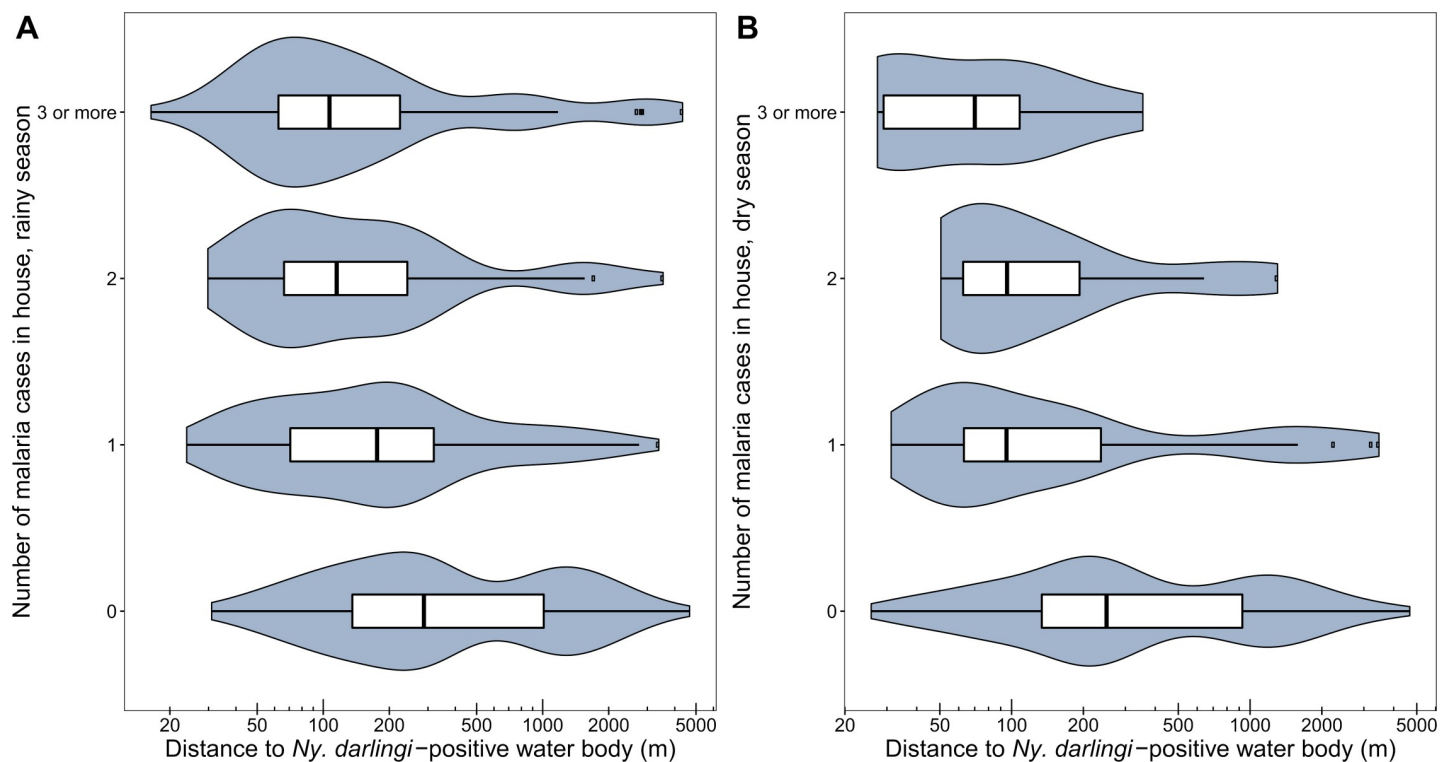 A
Number of malaria cases in house, rainy season
3 or more
2
1
0
20 50 100 200 500 1000 2000 5000
Distance to Ny. darlingi−positive water body (m)
B
Number of malaria cases in house, dry season
3 or more
2
1
0
20 50 100 200 500 1000 2000 5000
Distance to Ny. darlingi−positive water body (m)